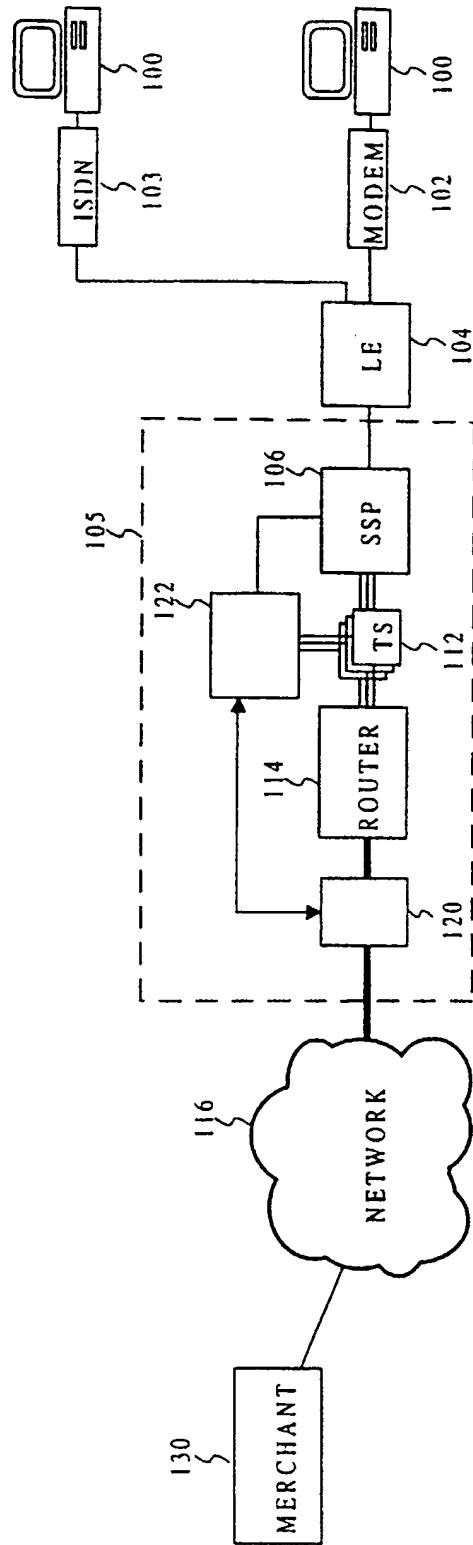 130
MERCHANT
116
NETWORK
105
122
120
114
ROUTER
TS
112
106
SSP
LE
104
ISDN
103
100
MODEM
102
100